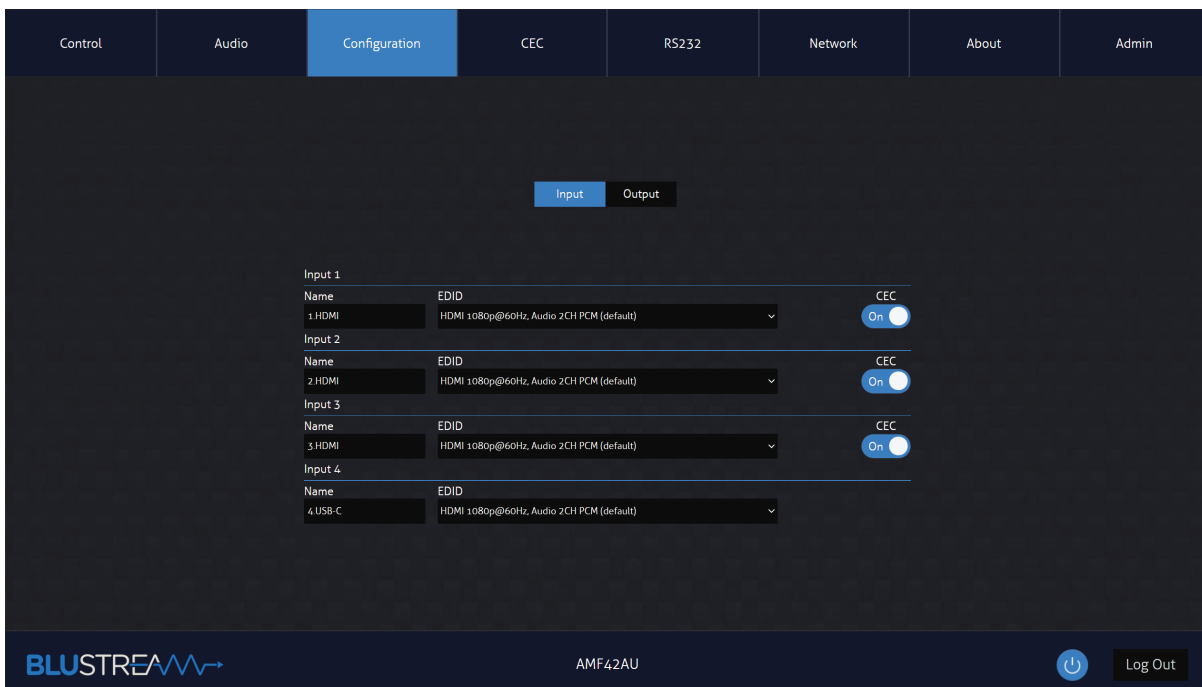 Control Audio Configuration CEC RS232 Network About Admin
Input Output
Input 1
Name EDID CEC
1.HDMI HDMI 1080p@60Hz, Audio 2CH PCM (default) On
Input 2
Name EDID CEC
2.HDMI HDMI 1080p@60Hz, Audio 2CH PCM (default) On
Input 3
Name EDID CEC
3.HDMI HDMI 1080p@60Hz, Audio 2CH PCM (default) On
Input 4
Name EDID
4.USB-C HDMI 1080p@60Hz, Audio 2CH PCM (default)
BLUSTREAM AMF42AU Log Out